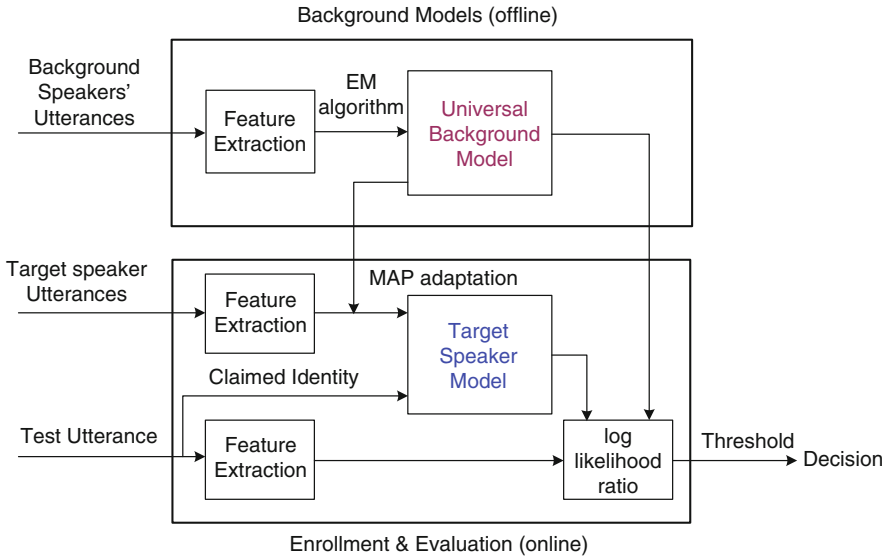 Background Models (offline)
Background
Speakers'
Utterances
Feature
Extraction
EM
algorithm
Universal
Background
Model
Target speaker
Utterances
Feature
Extraction
MAP adaptation
Target
Speaker
Model
Claimed Identity
Test Utterance
Feature
Extraction
log
likelihood
ratio
Threshold
Decision
Enrollment & Evaluation (online)